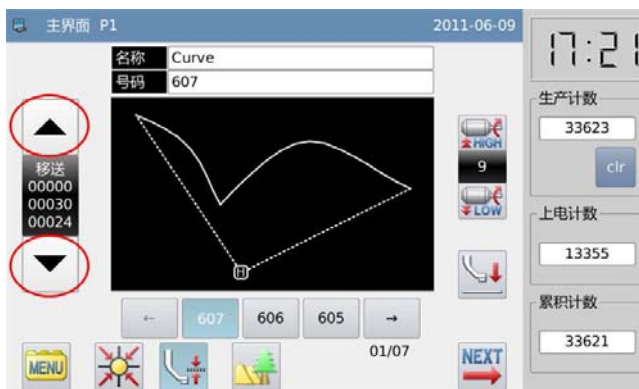 主界面 P1 2011-06-09
17:21
名称 Curve
号码 607
移送
00000
00030
00024
HIGH
9
LOW
H
生产计数
33623
clr
上电计数
13355
累积计数
33621
← 607 606 605 →
01/07
MENU
NEXT